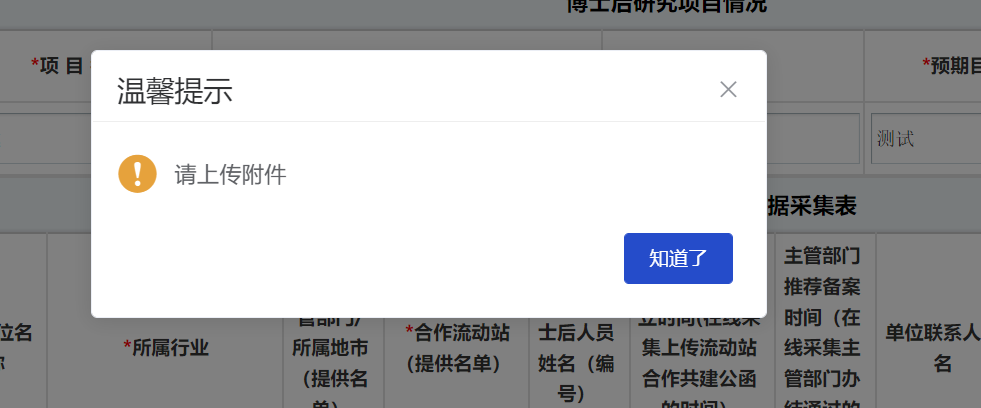 博士后研究项目情况
*项 目
*预期目
温馨提示
测试
请上传附件
据采集表
知道了
位名
称
*所属行业
管部门/
所属地市
（提供名
单）
*合作流动站
（提供名单）
士后人员
姓名（编
号）
立时间(在线采
集上传流动站
合作共建公函
的时间)
主管部门
推荐备案
时间（在
线采集主
管部门办
结通过的
单位联系人
名